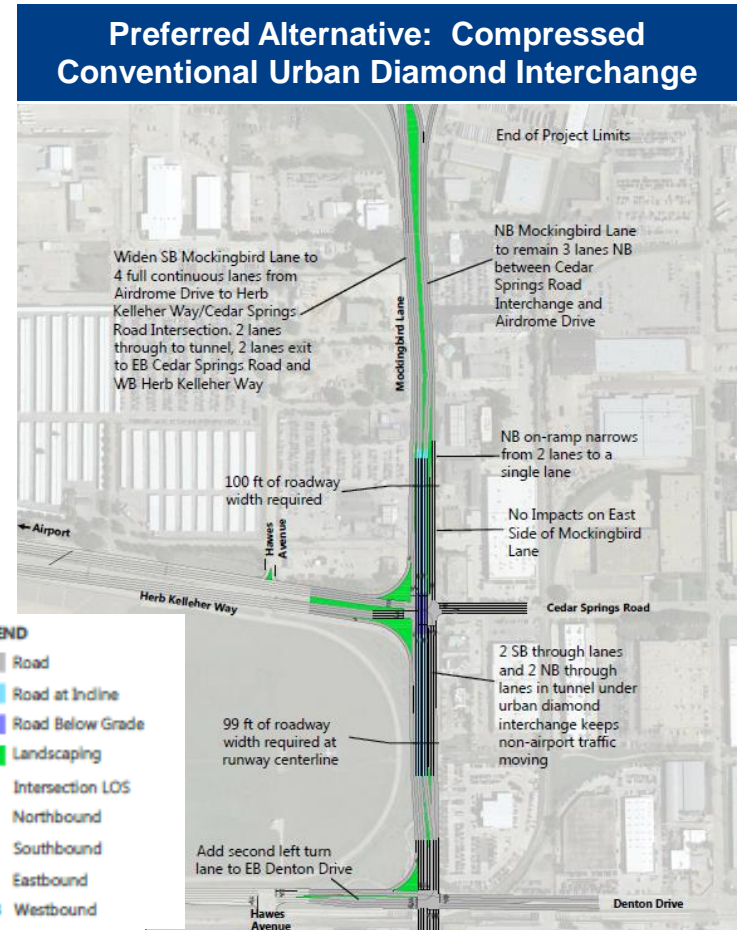 Preferred Alternative: Compressed
Conventional Urban Diamond Interchange
End of Project Limits
Widen SB Mockingbird Lane to
4 full continuous lanes from
Airdrome Drive to Herb
Kelleher Way/Cedar Springs
Road Intersection. 2 lanes
through to tunnel, 2 lanes exit
to EB Cedar Springs Road and
WB Herb Kelleher Way
NB Mockingbird Lane
to remain 3 lanes NB
between Cedar
Springs Road
Interchange and
Airdrome Drive
Mockingbird Lane
NB on-ramp narrows
from 2 lanes to a
single lane
100 ft of roadway
width required
No Impacts on East
Side of Mockingbird
Lane
Airport
Hawes
Avenue
Herb Kelleher Way
Cedar Springs Road
END
Road
Road at Incline
Road Below Grade
Landscaping
Intersection LOS
Northbound
Southbound
Eastbound
Westbound
2 SB through lanes
and 2 NB through
lanes in tunnel under
urban diamond
interchange keeps
non-airport traffic
moving
99 ft of roadway
width required at
runway centerline
Add second left turn
lane to EB Denton Drive
Hawes
Avenue
Denton Drive